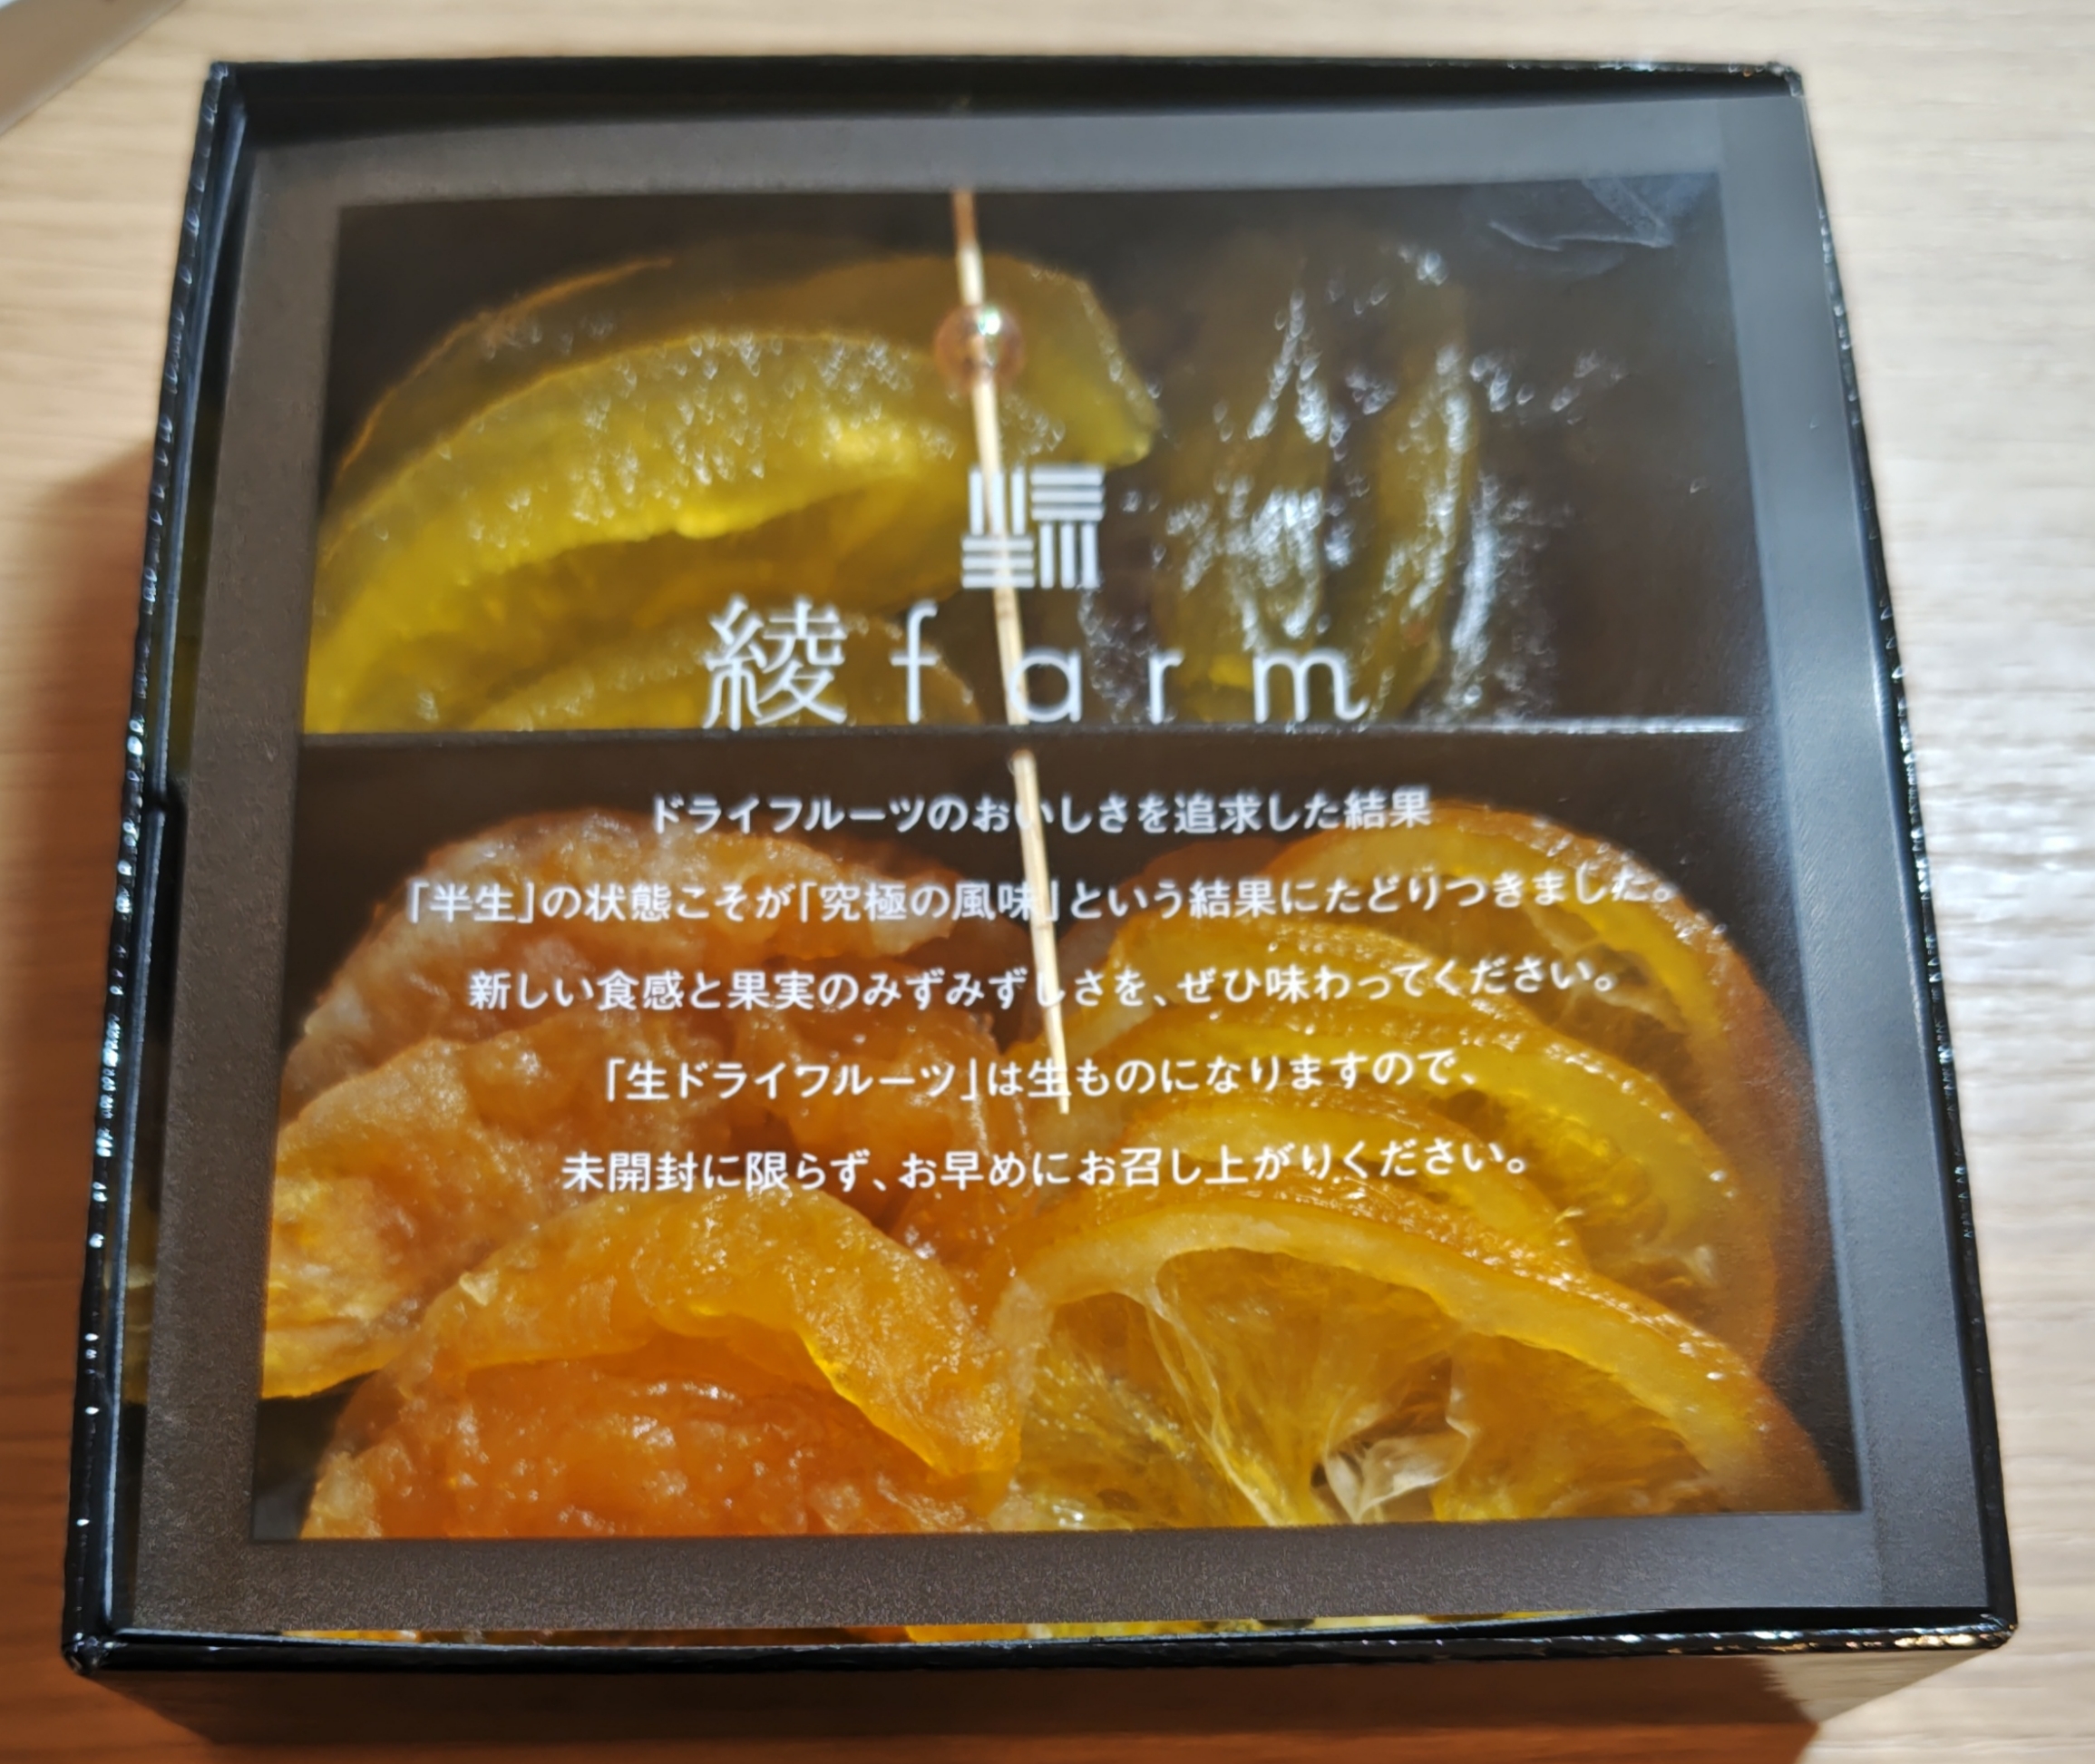 綾farm
ドライフルーツのおいしさを追求した結果
「半生」の状態こそが「究極の風味」という結果にたどりつきました。
新しい食感と果実のみずみずしさを、ぜひ味わってください。
「生ドライフルーツ」は生ものになりますので、
未開封に限らず、お早めにお召し上がりください。